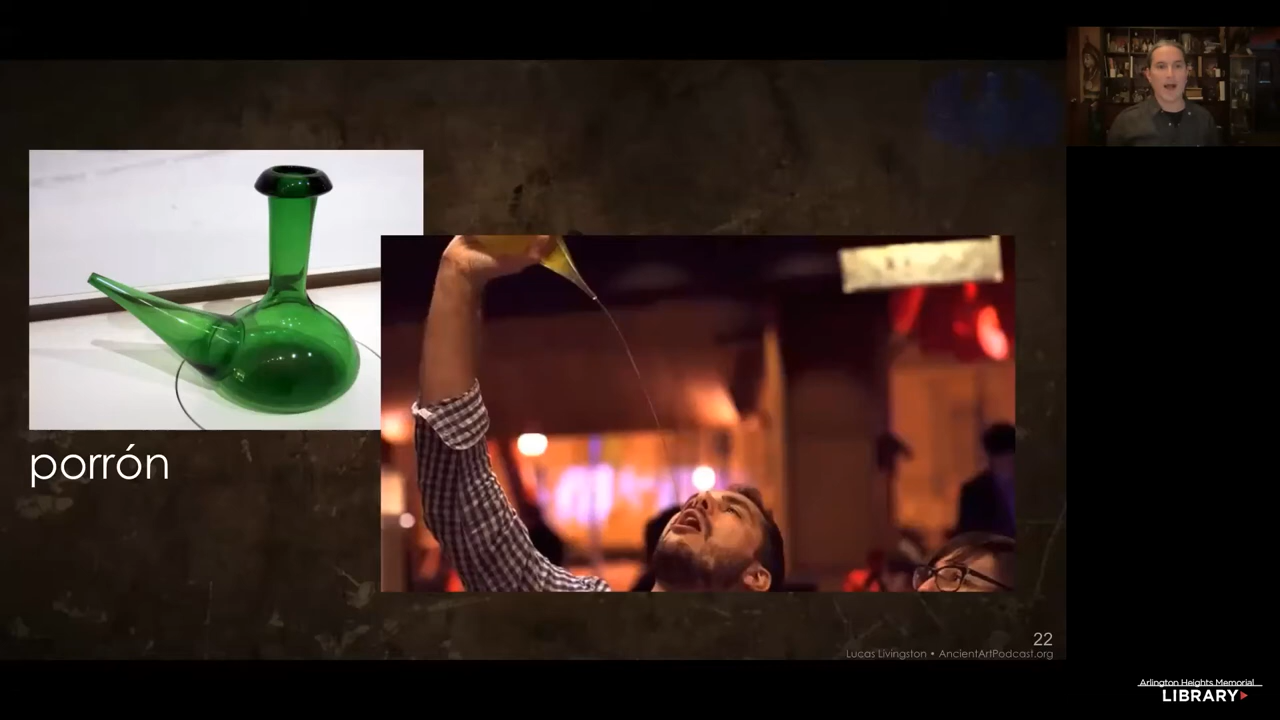 porrón
22
Lucas Livingston • AncientArtPodcast.org
Arlington Heights Memorial
LIBRARY